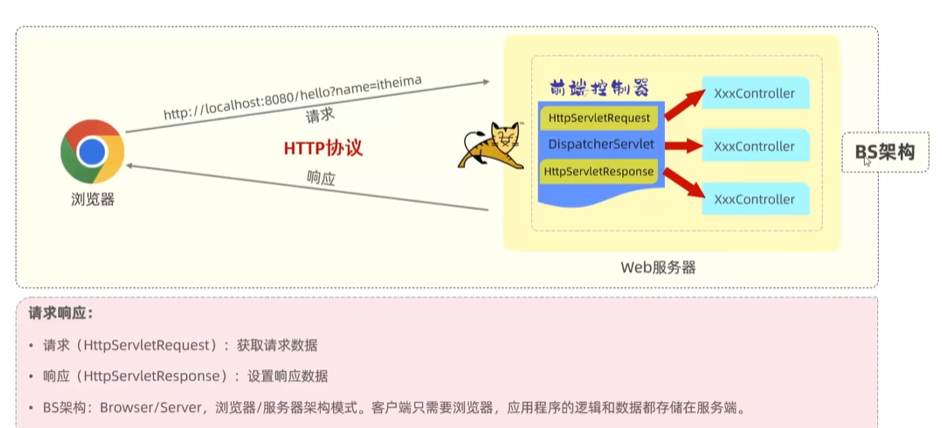 http://localhost:8080/hello?name=itheima
请求
HTTP协议
响应
浏览器
前端控制器
HttpServletRequest
DispatcherServlet
HttpServletResponse
XxxController
XxxController
XxxController
Web服务器
BS架构
请求响应：
• 请求（HttpServletRequest）：获取请求数据
• 响应（HttpServletResponse）：设置响应数据
• BS架构：Browser/Server，浏览器/服务器架构模式。客户端只需要浏览器，应用程序的逻辑和数据都存储在服务端。